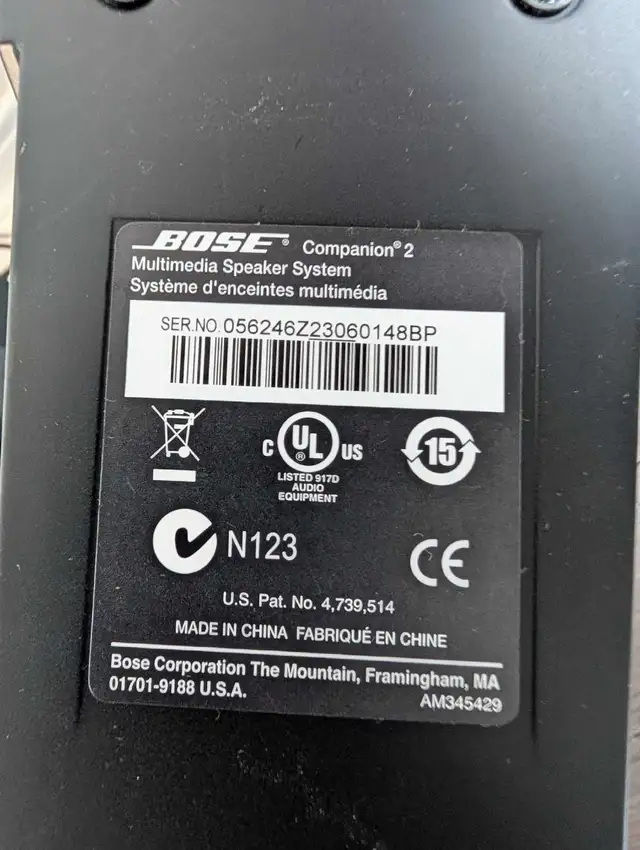 BOSE® Companion® 2
Multimedia Speaker System
Système d'enceintes multimédia
SER.NO. 056246Z23060148BP
C UL® US
LISTED 917D
AUDIO
EQUIPMENT
15
N123
CE
U.S. Pat. No. 4,739,514
MADE IN CHINA FABRIQUÉ EN CHINE
Bose Corporation The Mountain, Framingham, MA
01701-9188 U.S.A.
AM345429